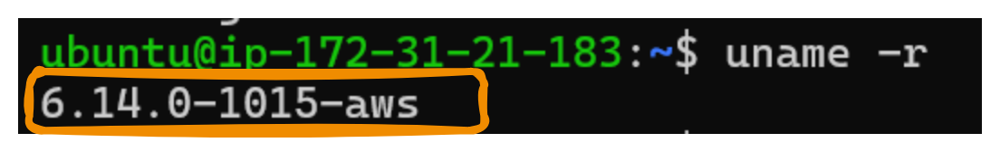 ubuntu@ip-172-31-21-183:~$ uname -r
6.14.0-1015-aws